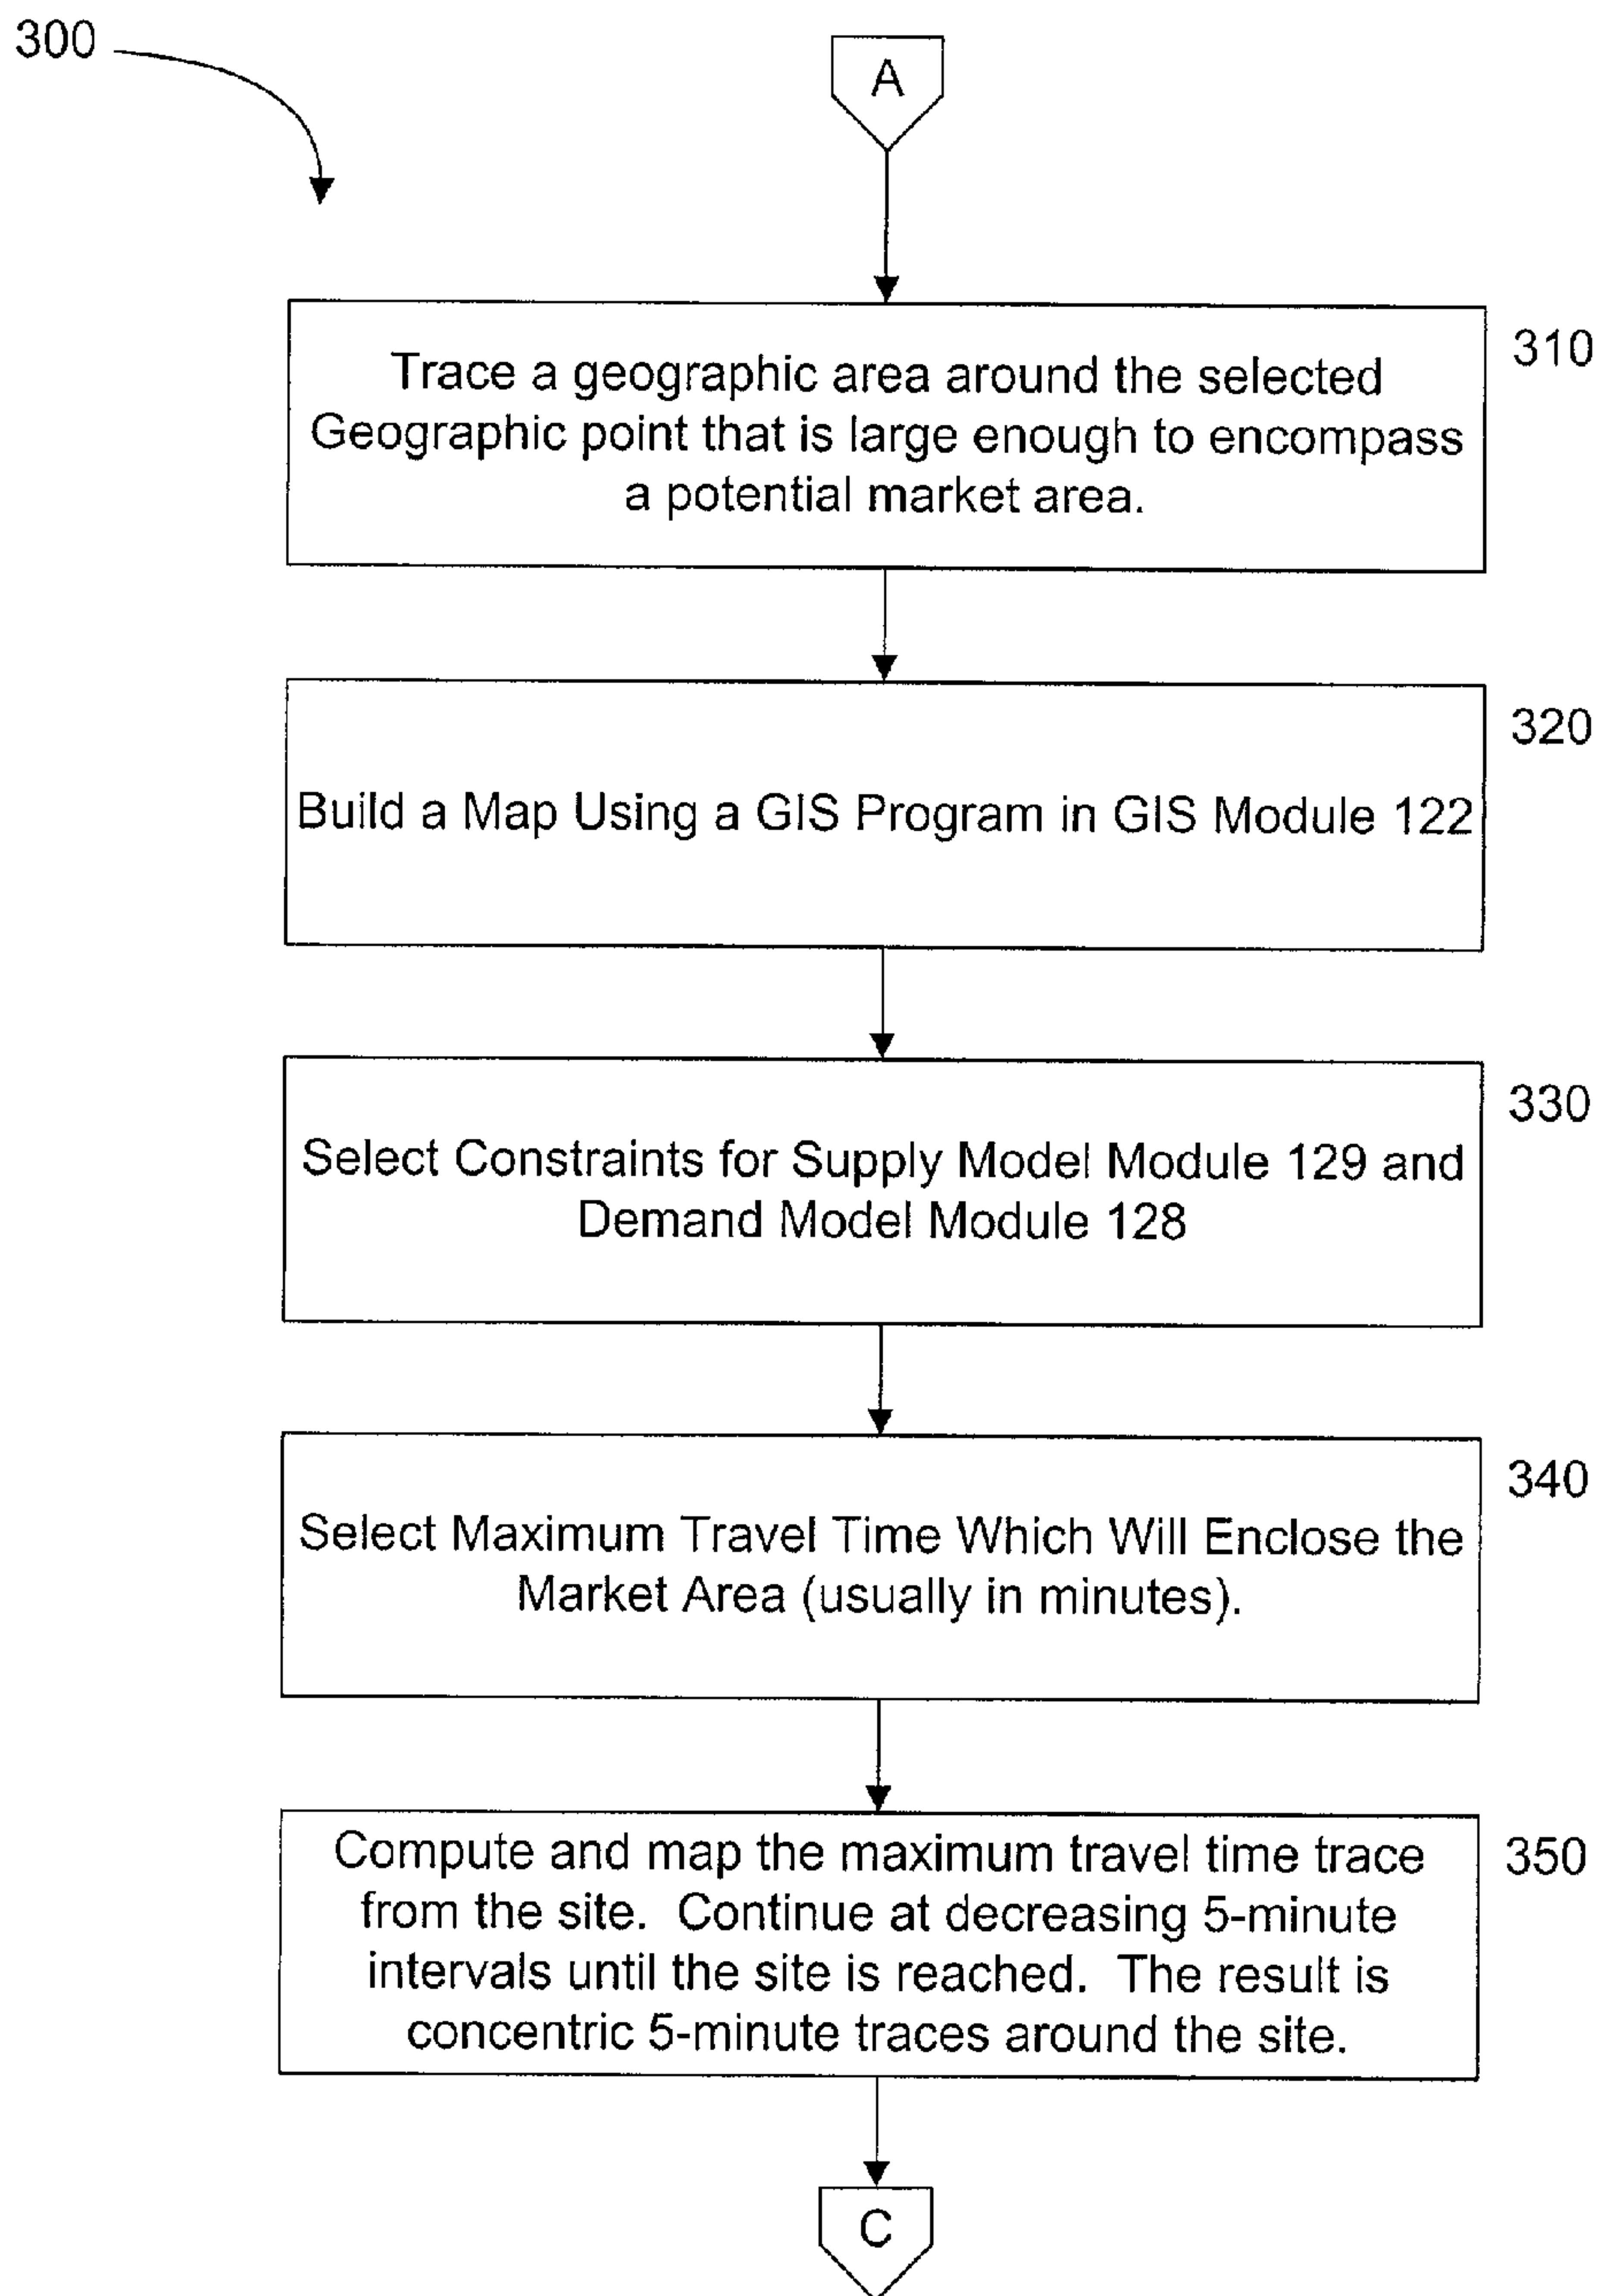 300
A
310
Trace a geographic area around the selected
Geographic point that is large enough to encompass
a potential market area.
320
Build a Map Using a GIS Program in GIS Module 122
330
Select Constraints for Supply Model Module 129 and
Demand Model Module 128
340
Select Maximum Travel Time Which Will Enclose the
Market Area (usually in minutes).
350
Compute and map the maximum travel time trace
from the site. Continue at decreasing 5-minute
intervals until the site is reached. The result is
concentric 5-minute traces around the site.
C